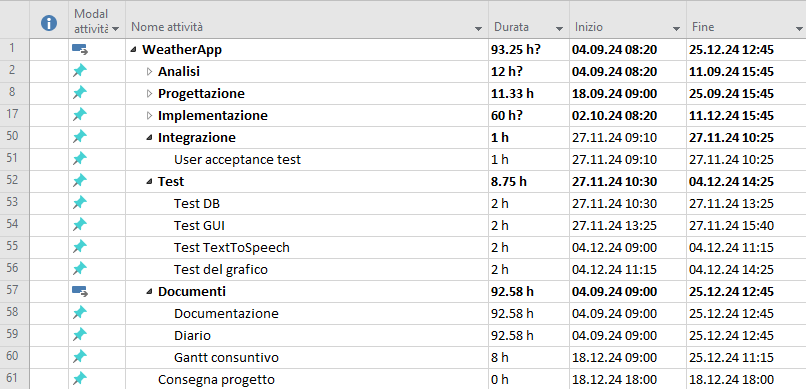 Modal attività Nome attività Durata Inizio Fine
1 WeatherApp 93.25 h? 04.09.24 08:20 25.12.24 12:45
2 Analisi 12 h? 04.09.24 08:20 11.09.24 15:45
8 Progettazione 11.33 h 18.09.24 09:00 25.09.24 15:45
17 Implementazione 60 h? 02.10.24 08:20 11.12.24 15:45
50 Integrazione 1 h 27.11.24 09:10 27.11.24 10:25
51 User acceptance test 1 h 27.11.24 09:10 27.11.24 10:25
52 Test 8.75 h 27.11.24 10:30 04.12.24 14:25
53 Test DB 2 h 27.11.24 10:30 27.11.24 13:25
54 Test GUI 2 h 27.11.24 13:25 27.11.24 15:40
55 Test TextToSpeech 2 h 04.12.24 09:00 04.12.24 11:15
56 Test del grafico 2 h 04.12.24 11:15 04.12.24 14:25
57 Documenti 92.58 h 04.09.24 09:00 25.12.24 12:45
58 Documentazione 92.58 h 04.09.24 09:00 25.12.24 12:45
59 Diario 92.58 h 04.09.24 09:00 25.12.24 12:45
60 Gantt consuntivo 8 h 18.12.24 09:00 25.12.24 11:15
61 Consegna progetto 0 h 18.12.24 18:00 18.12.24 18:00